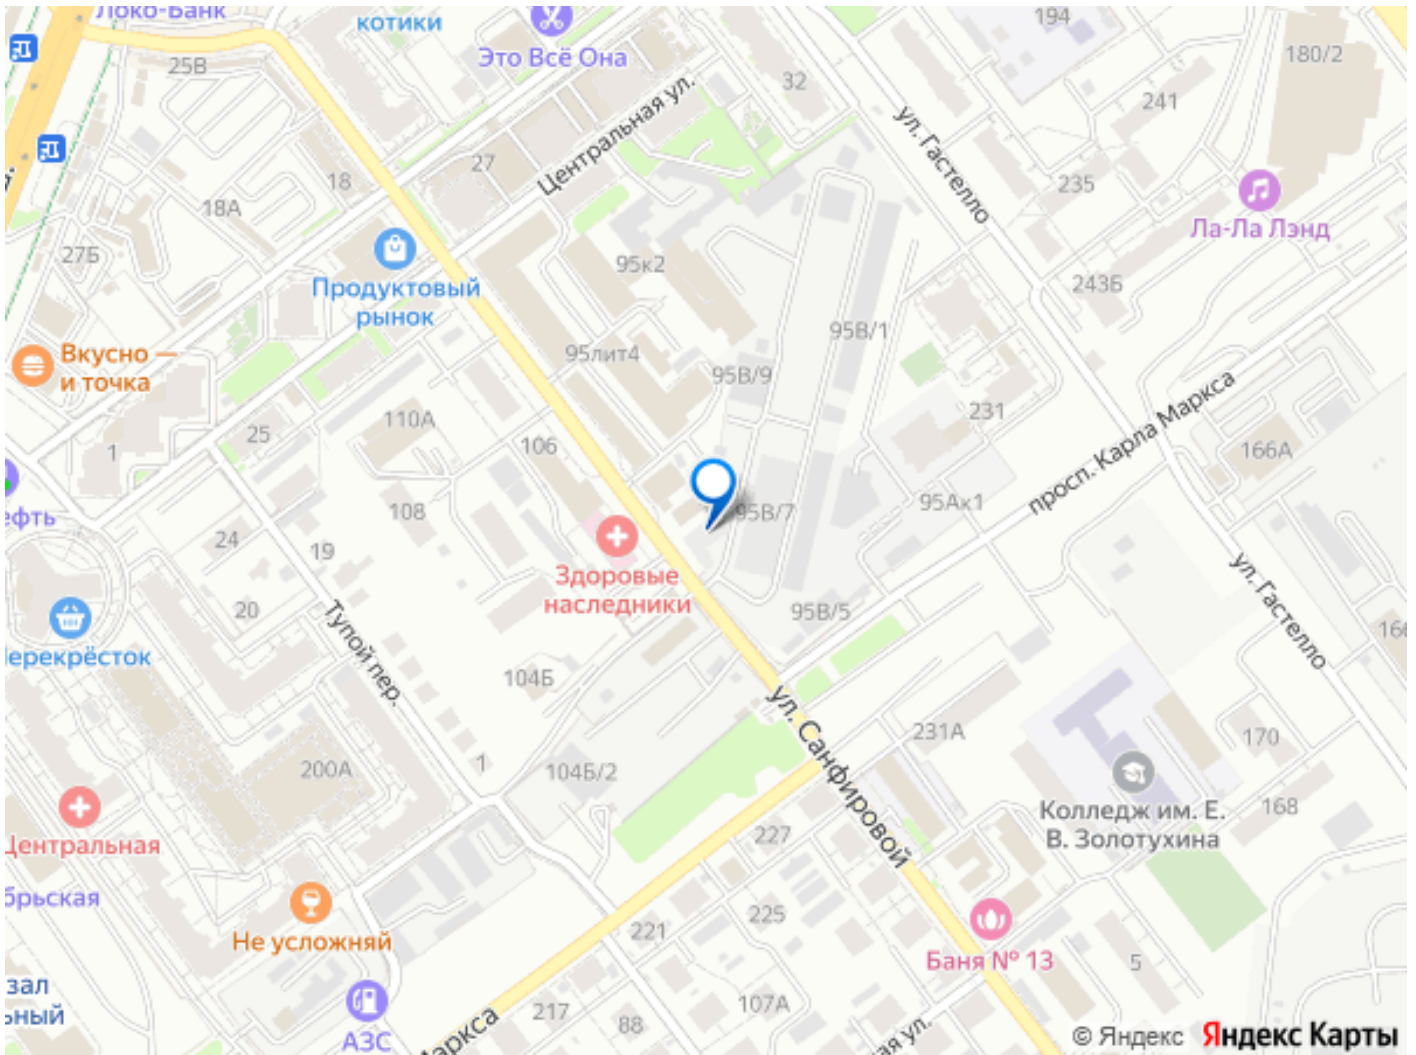 Локо-Банк
котики
Это Всё Она
194
180/2
25В
32
241
Центральная ул.
ул. Гастелло
27
18
18А
235
Ла-Ла Лэнд
27Б
95к2
243Б
Продуктовый
рынок
95В/1
Вкусно —
и точка
95лит4
95В/9
просп. Карла Маркса
231
110А
25
106
1
166А
95Ак1
108
95В/7
24
19
Здоровые
наследники
ул. Гастелло
20
95В/5
Тупой пер.
104Б
ул. Санфировой
231А
170
200А
1
104Б/2
Колледж им. Е.
В. Золотухина
168
227
Центральная
225
221
Не усложняй
Баня № 13
5
217
88
107А
АЗС
© Яндекс
Яндекс Карты